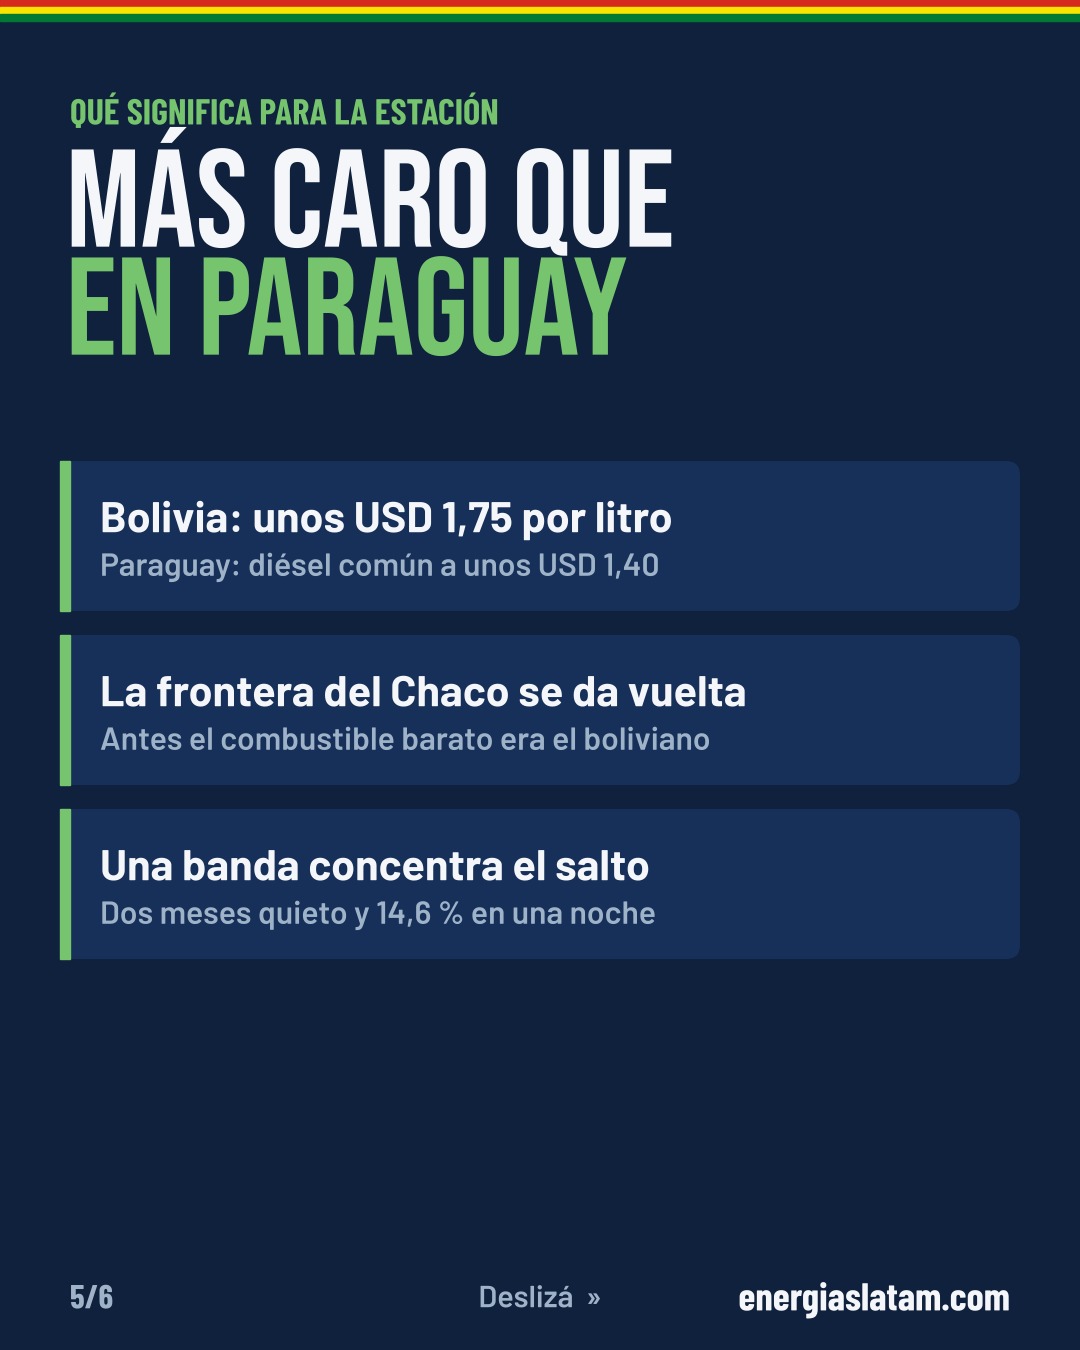 QUÉ SIGNIFICA PARA LA ESTACIÓN
MÁS CARO QUE
EN PARAGUAY
Bolivia: unos USD 1,75 por litro
Paraguay: diésel común a unos USD 1,40
La frontera del Chaco se da vuelta
Antes el combustible barato era el boliviano
Una banda concentra el salto
Dos meses quieto y 14,6 % en una noche
5/6
Deslizá »
energiaslatam.com